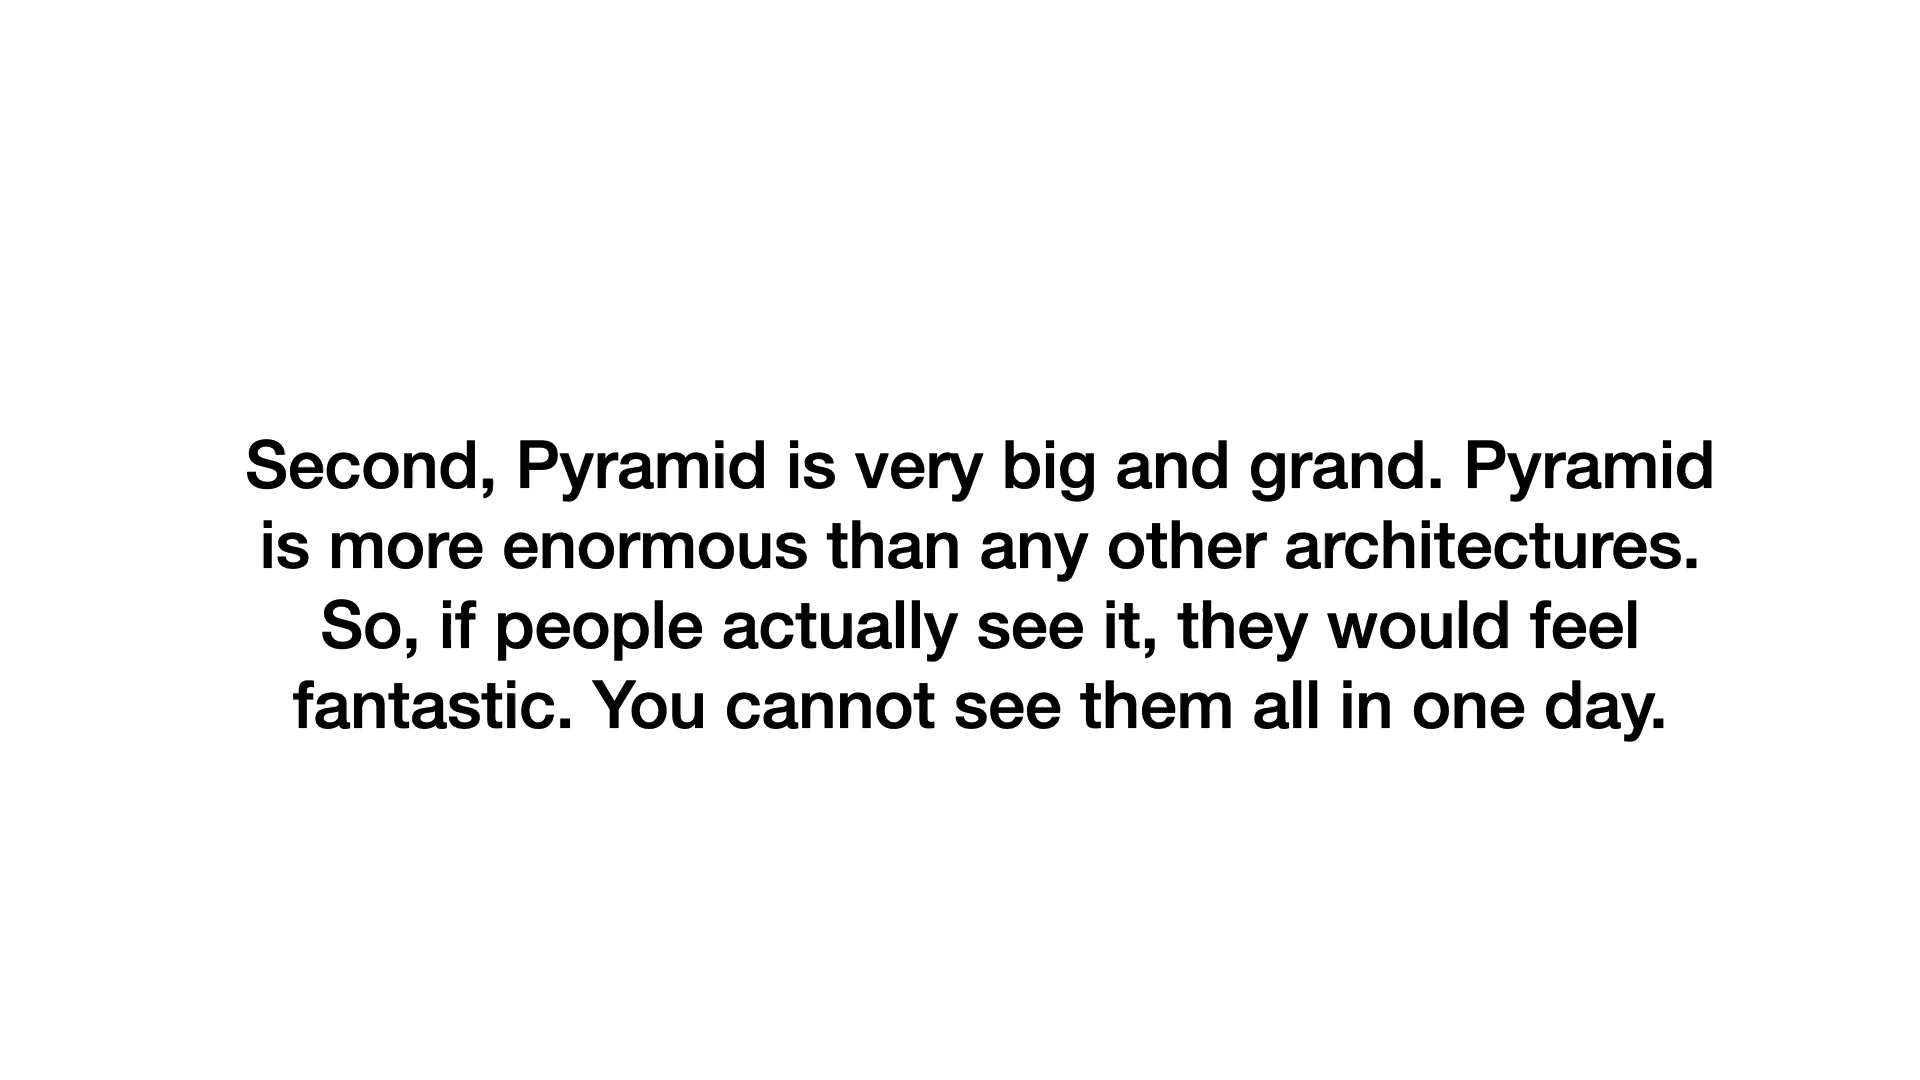 Second, Pyramid is very big and grand. Pyramid
is more enormous than any other architectures.
So, if people actually see it, they would feel
fantastic. You cannot see them all in one day.